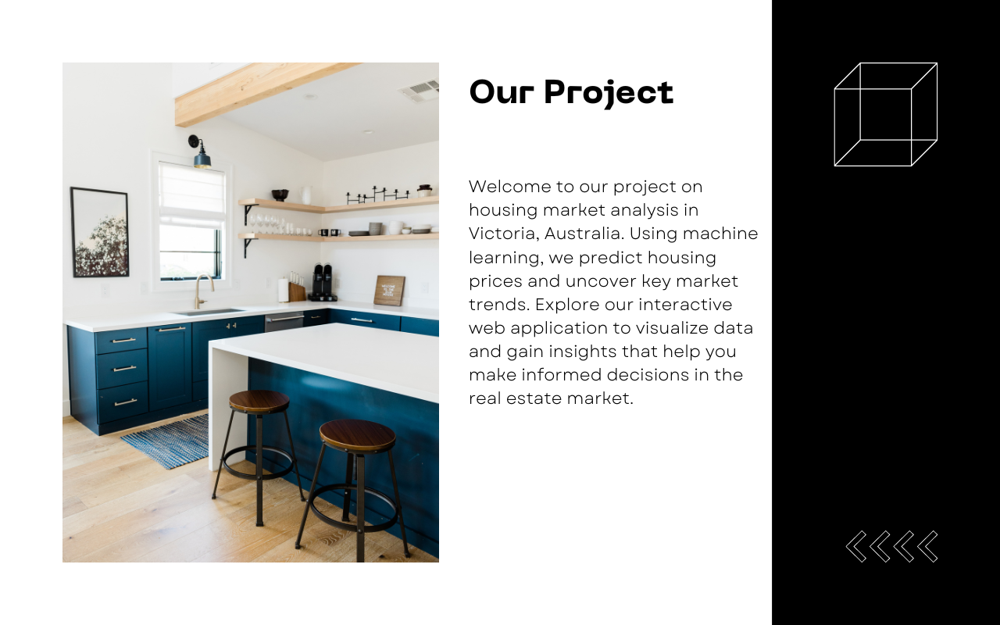 Our Project
Welcome to our project on
housing market analysis in
Victoria, Australia. Using machine
learning, we predict housing
prices and uncover key market
trends. Explore our interactive
web application to visualize data
and gain insights that help you
make informed decisions in the
real estate market.